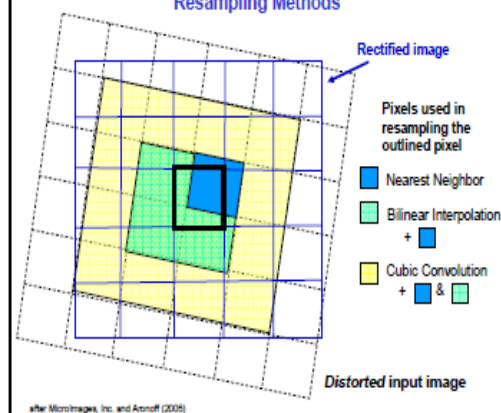 Resampling Methods
Rectified image
Pixels used in
resampling the
outlined pixel
Nearest Neighbor
Bilinear Interpolation
+
Cubic Convolution
+ &
Distorted input image
after MicroImages, Inc. and Aronoff (2005)